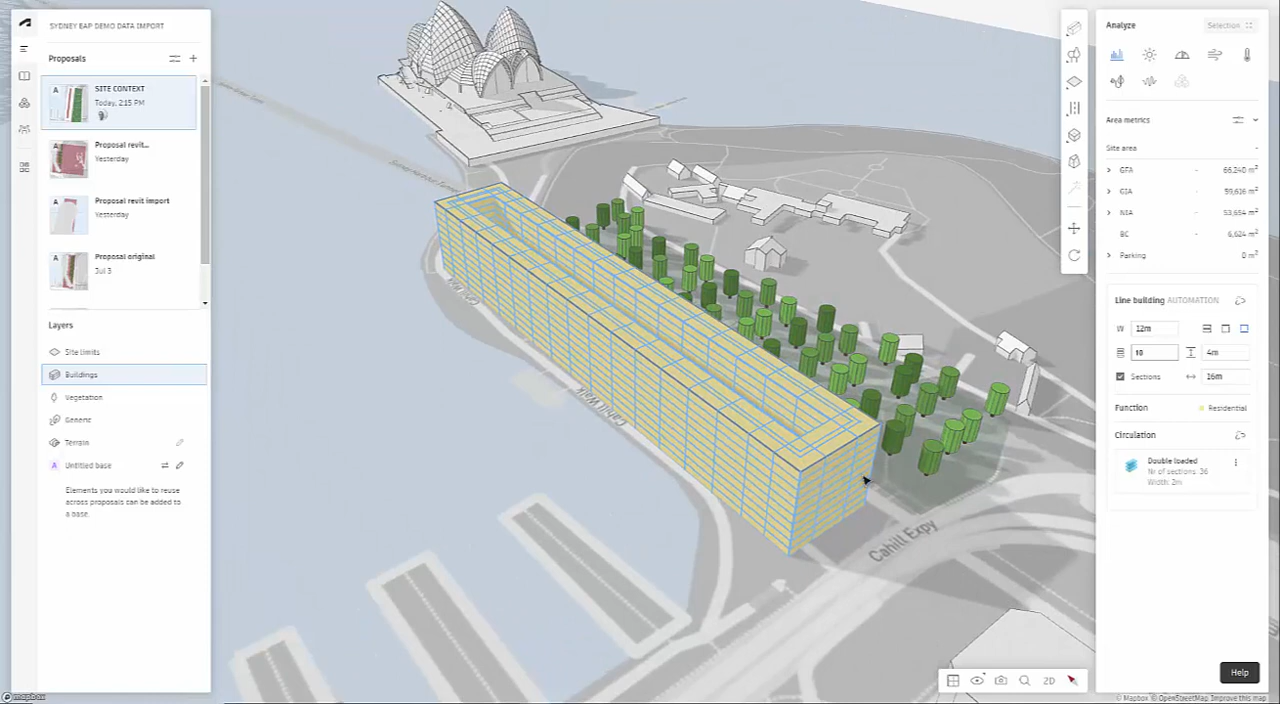 SYDNEY EAP DEMO DATA IMPORT
Proposals
SITE CONTEXT
Today, 2:15 PM
Proposal revit...
Yesterday
Proposal revit import
Yesterday
Proposal original
Jul 3
Layers
Site limits
Buildings
Vegetation
Generic
Terrain
Untitled base
Elements you would like to reuse
across proposals can be added to
a base.
mapbox
Cahill Walk
Cahill Expy
2D
Analyze
Selection
Area metrics
Site area -
GFA - 66,240 m²
GIA - 59,616 m²
NIA - 53,654 m²
BC - 6,624 m²
Parking 0 m²
Line building AUTOMATION
W 12m
10 4m
Sections 16m
Function Residential
Circulation
Double loaded
Nr of sections: 36
Width: 2m
Help
© Mapbox © OpenStreetMap Improve this map